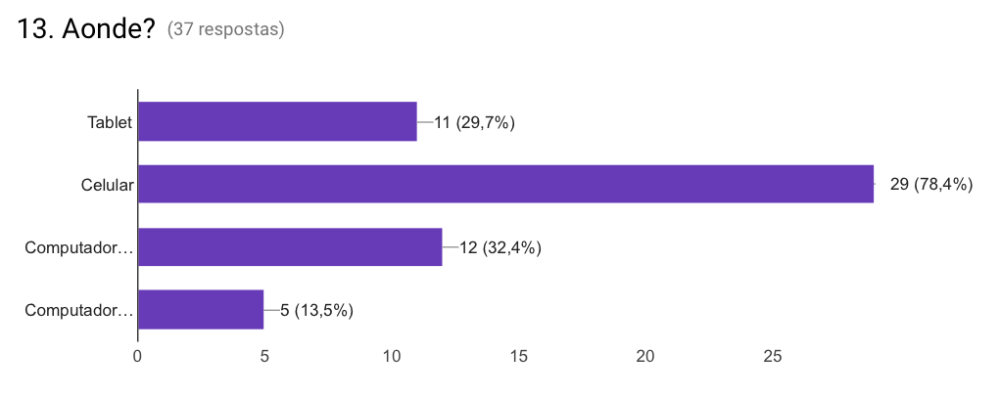 13. Aonde? (37 respostas)
Tablet 11 (29,7%)
Celular 29 (78,4%)
Computador… 12 (32,4%)
Computador… 5 (13,5%)
0 5 10 15 20 25